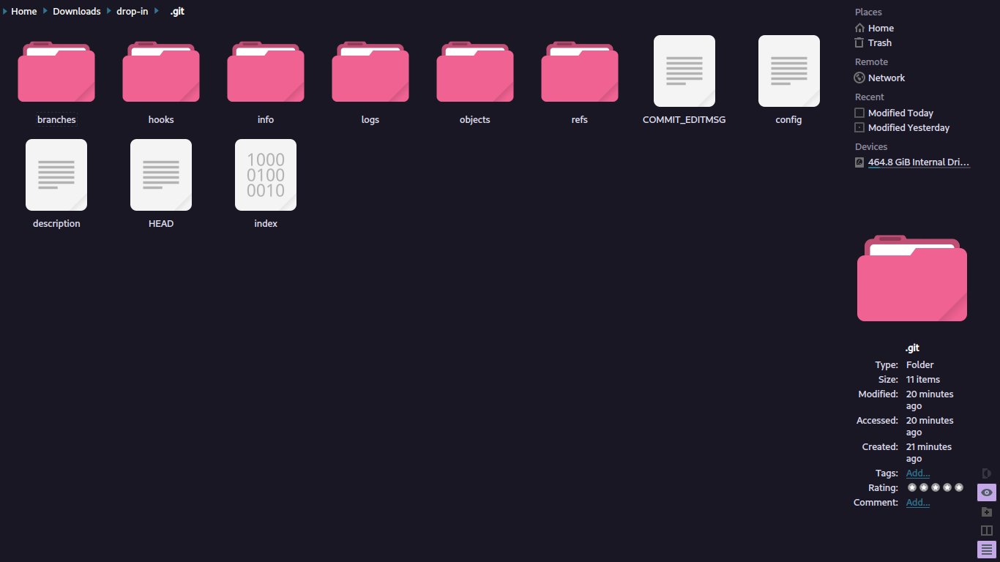 Home Downloads drop-in .git
branches hooks info logs objects refs COMMIT_EDITMSG config
1000
0100
0010
description HEAD index
Places
Home
Trash
Remote
Network
Recent
Modified Today
Modified Yesterday
Devices
464.8 GiB Internal Dri...
.git
Type: Folder
Size: 11 items
Modified: 20 minutes
ago
Accessed: 20 minutes
ago
Created: 21 minutes
ago
Tags: Add...
Rating:
Comment: Add...